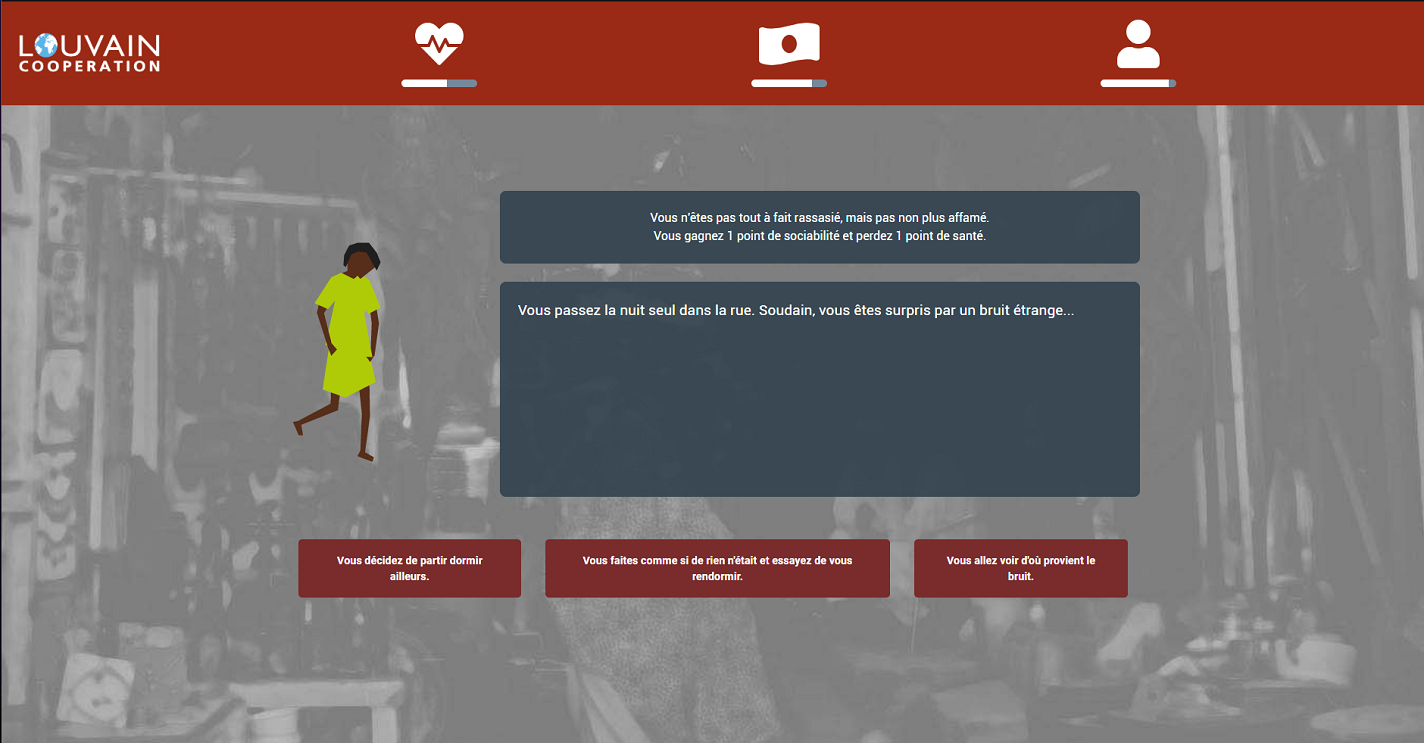 LOUVAIN
COOPERATION
Vous n'êtes pas tout à fait rassasié, mais pas non plus affamé.
Vous gagnez 1 point de sociabilité et perdez 1 point de santé.
Vous passez la nuit seul dans la rue. Soudain, vous êtes surpris par un bruit étrange...
Vous décidez de partir dormir
ailleurs.
Vous faites comme si de rien n'était et essayez de vous
rendormir.
Vous allez voir d'où provient le
bruit.